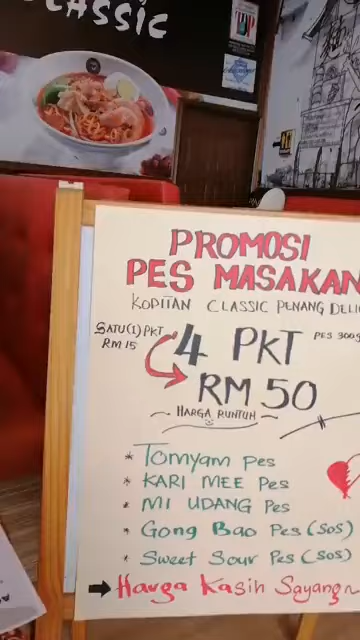 CLASSIC
PROMOSI
PES MASAKAN
KOPITAN CLASSIC PENANG DELI
SATU(1) PKT
RM 15
4 PKT
PES 300g
RM 50
~ HARGA RUNTUH ~
* Tomyam Pes
* KARI MEE Pes
* MI UDANG Pes
* Gong Bao Pes (SOS)
* Sweet Sour Pes (SOS)
Harga Kasih Sayang~